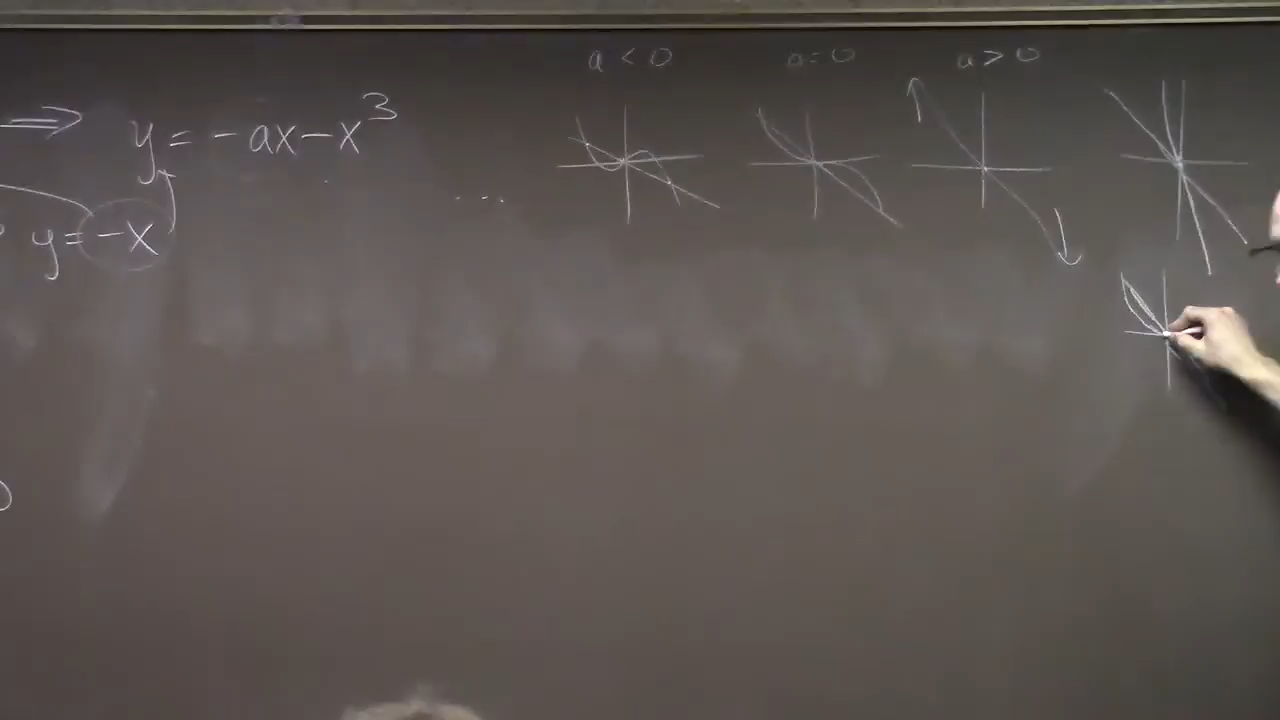 a < 0 a = 0 a > 0
⟹ y = -ax - x³
...
y = -x